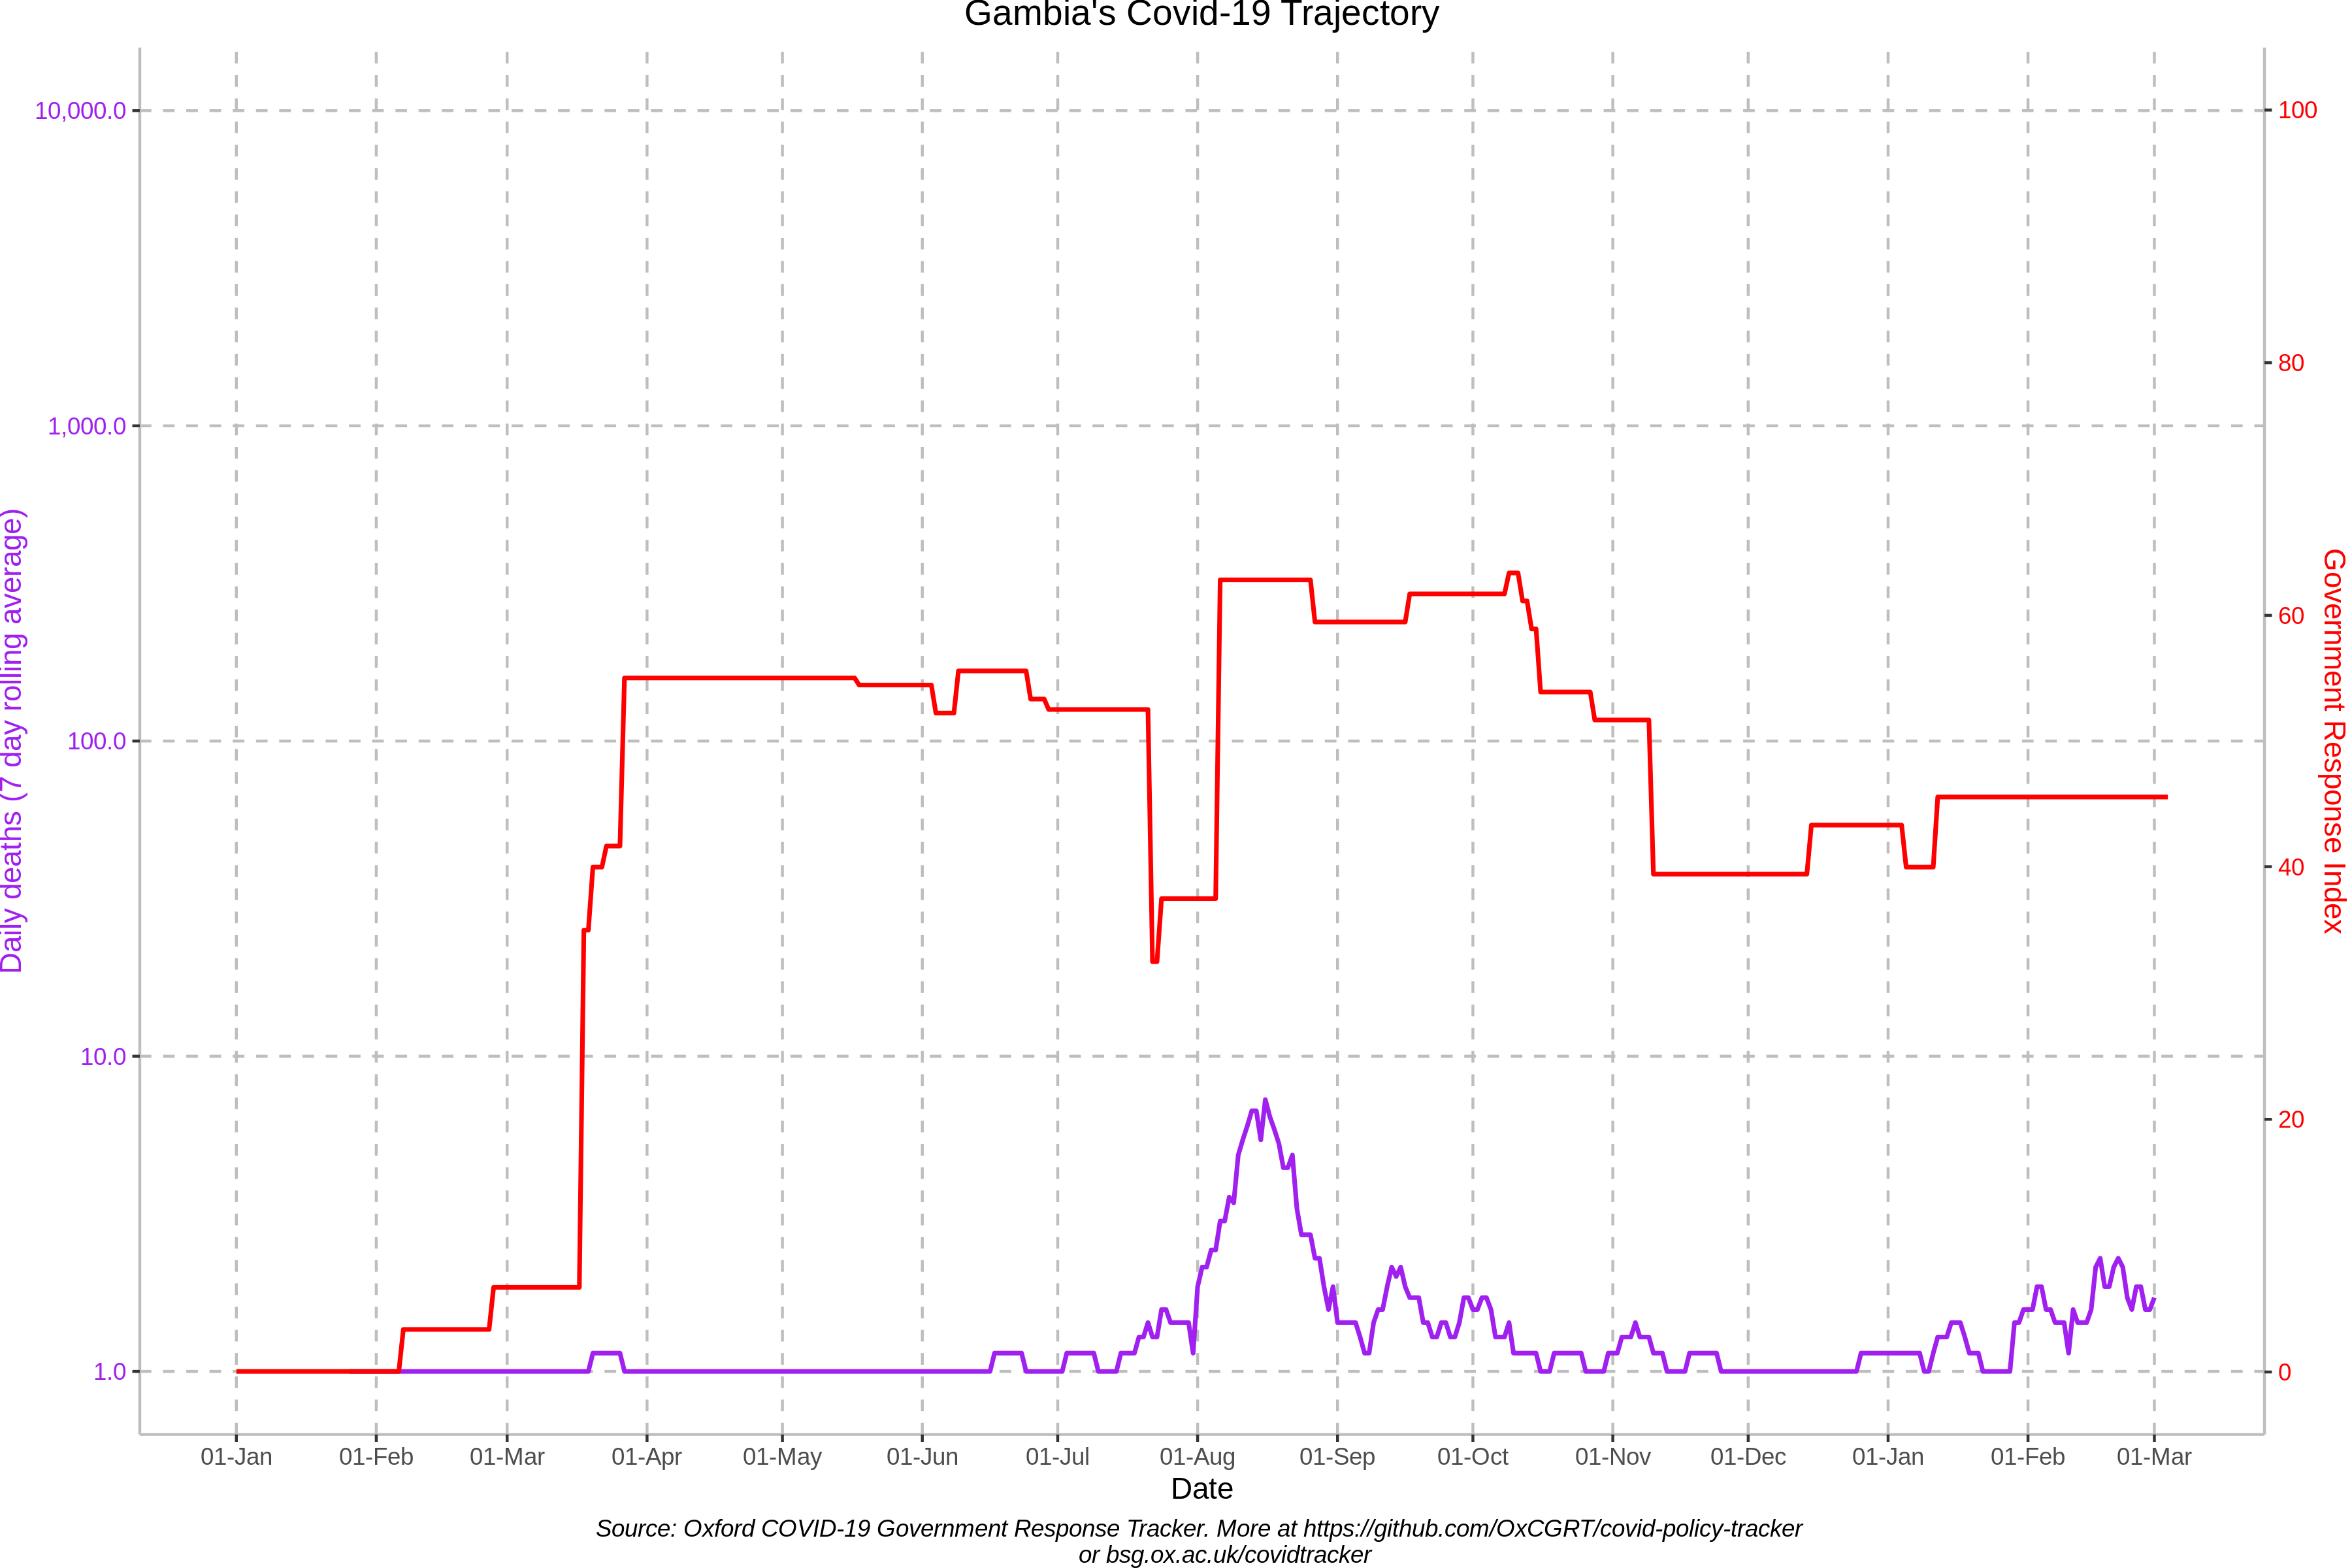 Gambia's Covid-19 Trajectory
10,000.0
1,000.0
100.0
10.0
1.0
Daily deaths (7 day rolling average)
100
80
60
40
20
0
Government Response Index
01-Jan 01-Feb 01-Mar 01-Apr 01-May 01-Jun 01-Jul 01-Aug 01-Sep 01-Oct 01-Nov 01-Dec 01-Jan 01-Feb 01-Mar
Date
Source: Oxford COVID-19 Government Response Tracker. More at https://github.com/OxCGRT/covid-policy-tracker
or bsg.ox.ac.uk/covidtracker